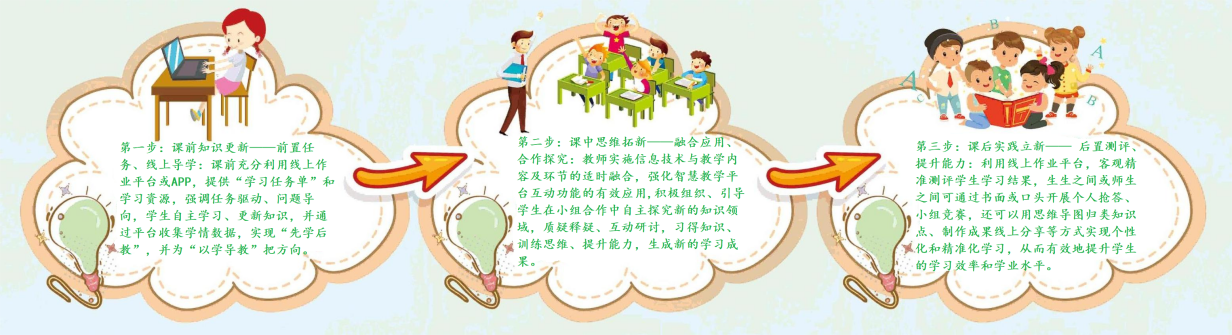 第一步：课前知识更新——前置任
务、线上导学：课前充分利用线上作
业平台或APP，提供“学习任务单”和
学习资源，强调任务驱动、问题导
向，学生自主学习、更新知识，并通
过平台收集学情数据，实现“先学后
教”，并为“以学导教”把方向。
第二步：课中思维拓新——融合应用、
合作探究：教师实施信息技术与教学内
容及环节的适时融合，强化智慧教学平
台互动功能的有效应用,积极组织、引导
学生在小组合作中自主探究新的知识领
域，质疑释疑、互动研讨，习得知识、
训练思维、提升能力，生成新的学习成
果。
第三步：课后实践立新—— 后置测评、
提升能力：利用线上作业平台，客观精
准测评学生学习结果，生生之间或师生
之间可通过书面或口头开展个人抢答、
小组竞赛，还可以用思维导图归类知识
点、制作成果线上分享等方式实现个性
化和精准化学习，从而有效地提升学生
的学习效率和学业水平。
A
B
C
A
B